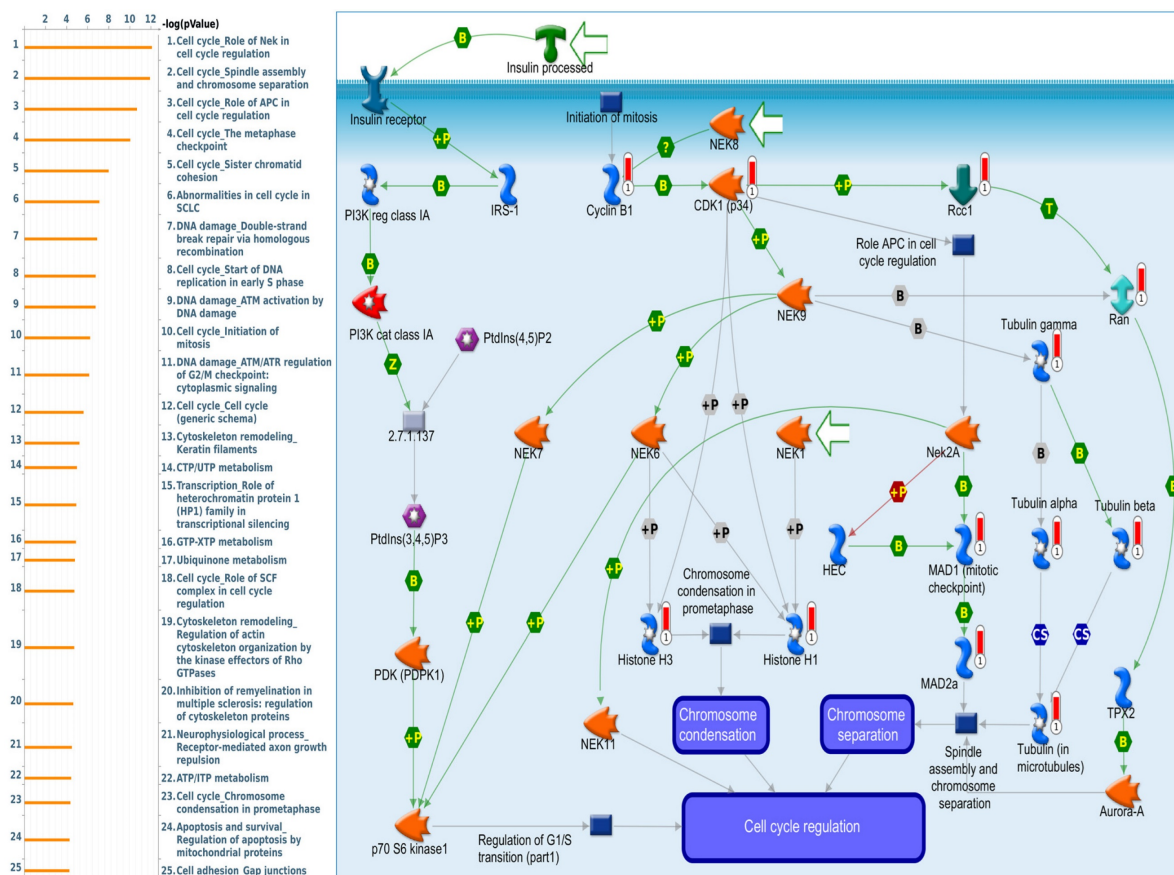 2 4 6 8 10 12 -log(pValue)
1 1. Cell cycle_Role of Nek in
cell cycle regulation
2 2. Cell cycle_Spindle assembly
and chromosome separation
3 3. Cell cycle_Role of APC in
cell cycle regulation
4 4. Cell cycle_The metaphase
checkpoint
5 5. Cell cycle_Sister chromatid
cohesion
6 6. Abnormalities in cell cycle in
SCLC
7 7. DNA damage_Double-strand
break repair via homologous
recombination
8 8. Cell cycle_Start of DNA
replication in early S phase
9 9. DNA damage_ATM activation by
DNA damage
10 10. Cell cycle_Initiation of
mitosis
11 11. DNA damage_ATM/ATR regulation
of G2/M checkpoint:
cytoplasmic signaling
12 12. Cell cycle_Cell cycle
(generic schema)
13 13. Cytoskeleton remodeling_
Keratin filaments
14 14. CTP/UTP metabolism
15 15. Transcription_Role of
heterochromatin protein 1
(HP1) family in
transcriptional silencing
16 16. GTP-XTP metabolism
17 17. Ubiquinone metabolism
18 18. Cell cycle_Role of SCF
complex in cell cycle
regulation
19 19. Cytoskeleton remodeling_
Regulation of actin
cytoskeleton organization by
the kinase effectors of Rho
GTPases
20 20. Inhibition of remyelination in
multiple sclerosis: regulation
of cytoskeleton proteins
21 21. Neurophysiological process_
Receptor-mediated axon growth
repulsion
22 22. ATP/ITP metabolism
23 23. Cell cycle_Chromosome
condensation in prometaphase
24 24. Apoptosis and survival_
Regulation of apoptosis by
mitochondrial proteins
25 25. Cell adhesion_Gap junctions
B
Insulin processed
Insulin receptor
Initiation of mitosis
+P
?
NEK8
B
B
+P
1
1
1
PI3K reg class IA
IRS-1
Cyclin B1
CDK1 (p34)
Rcc1
T
+P
Role APC in cell
cycle regulation
B
PI3K cat class IA
NEK9
B
1
Ran
PtdIns(4,5)P2
+P
B
Tubulin gamma
Z
+P
1
+P
+P
2.7.1.137
NEK7
NEK6
NEK1
Nek2A
B
B
+P
B
B
PtdIns(3,4,5)P3
+P
+P
+P
Tubulin alpha
Tubulin beta
HEC
B
1
1
1
MAD1 (mitotic
checkpoint)
+P
B
Chromosome
condensation in
prometaphase
B
+P
+P
1
1
CS
CS
Histone H3
Histone H1
PDK (PDPK1)
1
MAD2a
TPX2
Chromosome
condensation
Chromosome
separation
1
NEK11
+P
Tubulin (in
microtubules)
B
Spindle
assembly and
chromosome
separation
Aurora-A
p70 S6 kinase1
Regulation of G1/S
transition (part1)
Cell cycle regulation